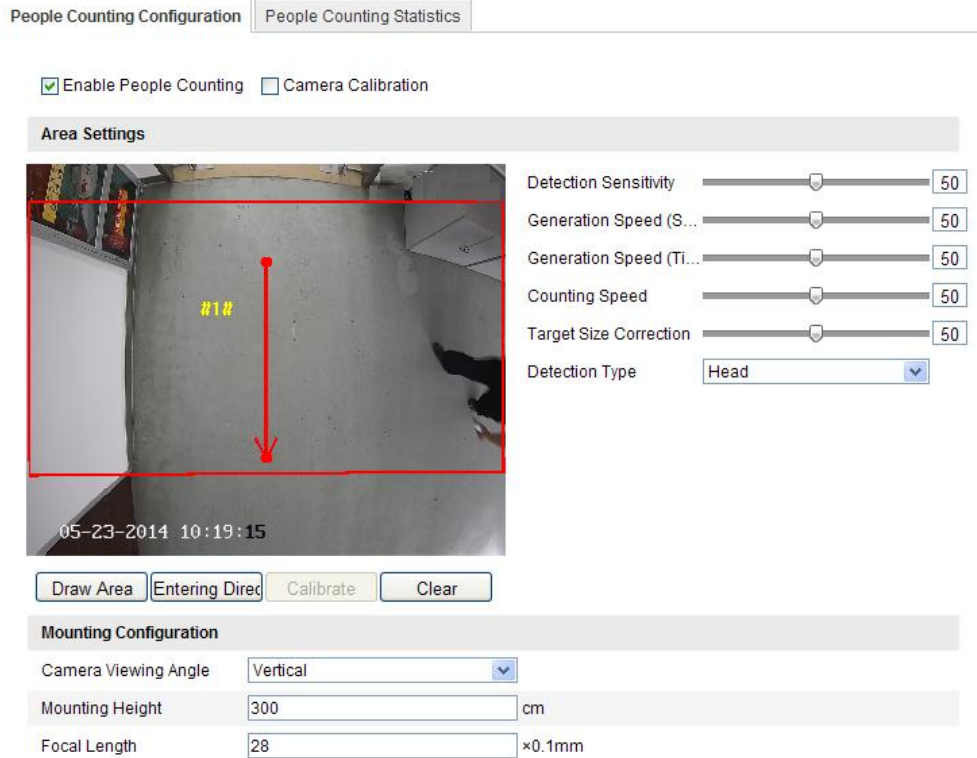 People Counting Configuration People Counting Statistics
Enable People Counting Camera Calibration
Area Settings
Detection Sensitivity 50
Generation Speed (S... 50
Generation Speed (Ti... 50
Counting Speed 50
Target Size Correction 50
Detection Type Head
#1#
05-23-2014 10:19:15
Draw Area Entering Direc Calibrate Clear
Mounting Configuration
Camera Viewing Angle Vertical
Mounting Height 300 cm
Focal Length 28 ×0.1mm